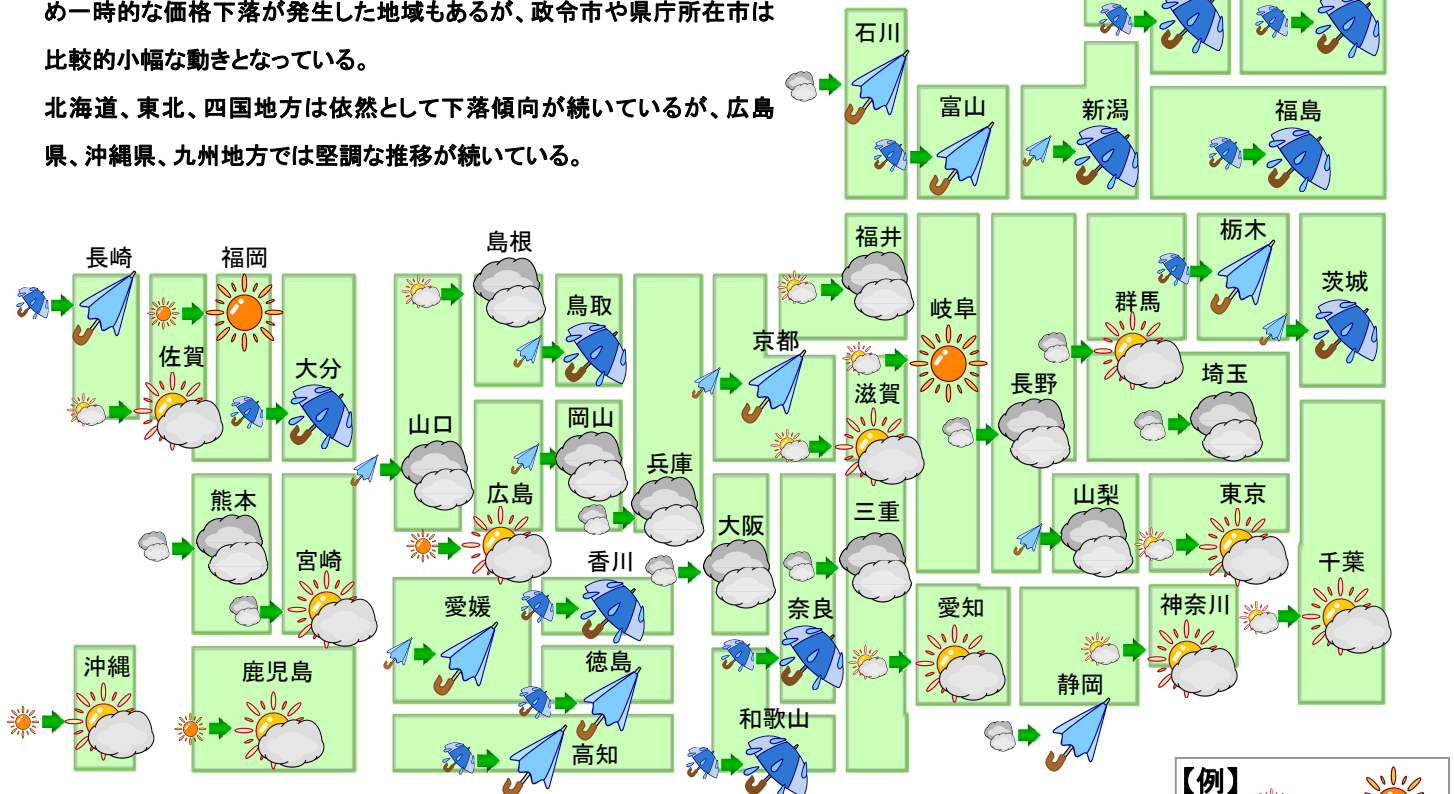 め一時的な価格下落が発生した地域もあるが、政令市や県庁所在市は
比較的小幅な動きとなっている。
北海道、東北、四国地方は依然として下落傾向が続いているが、広島
県、沖縄県、九州地方では堅調な推移が続いている。
石川
富山
新潟
福島
福井
栃木
島根
長崎
福岡
茨城
鳥取
群馬
岐阜
京都
佐賀
大分
埼玉
長野
滋賀
岡山
山口
兵庫
広島
山梨
東京
熊本
三重
大阪
宮崎
香川
千葉
愛媛
奈良
愛知
神奈川
徳島
沖縄
鹿児島
静岡
和歌山
高知
【例】